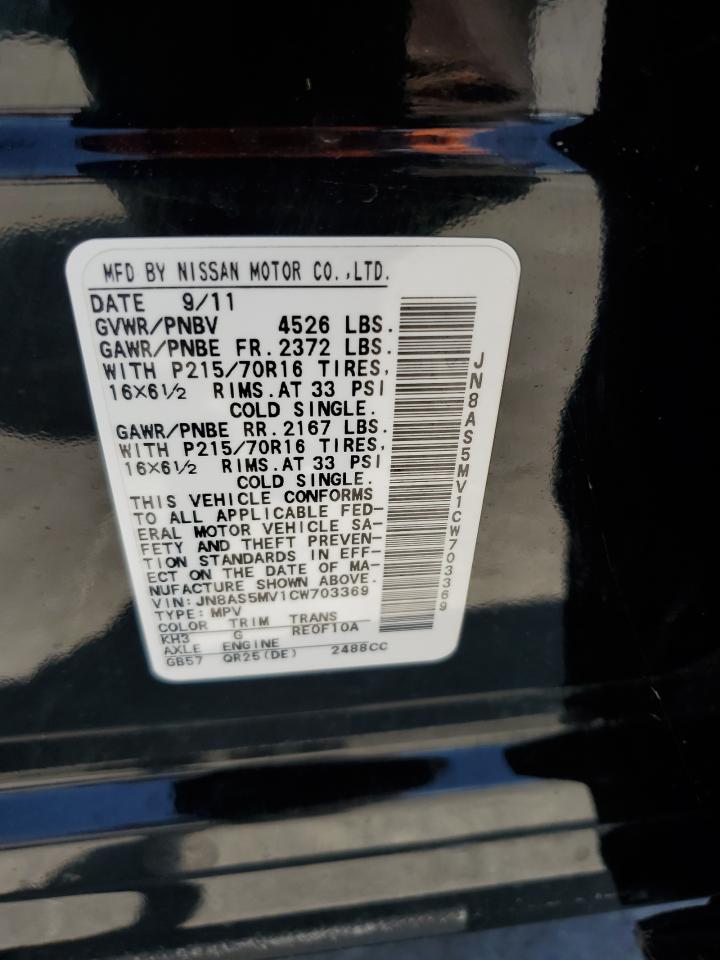 MFD BY NISSAN MOTOR CO.,LTD.
DATE 9/11
GVWR/PNBV 4526 LBS.
GAWR/PNBE FR.2372 LBS.
WITH P215/70R16 TIRES,
16X6½ RIMS.AT 33 PSI
COLD SINGLE.
GAWR/PNBE RR.2167 LBS.
WITH P215/70R16 TIRES,
16X6½ RIMS.AT 33 PSI
COLD SINGLE.
THIS VEHICLE CONFORMS
TO ALL APPLICABLE FED-
ERAL MOTOR VEHICLE SA-
FETY AND THEFT PREVEN-
TION STANDARDS IN EFF-
ECT ON THE DATE OF MA-
NUFACTURE SHOWN ABOVE.
VIN:JN8AS5MV1CW703369
TYPE:MPV
COLOR TRIM TRANS
KH3 G RE0F10A
AXLE ENGINE
GB57 QR25(DE) 2488CC
JN8AS5MV1CW703369